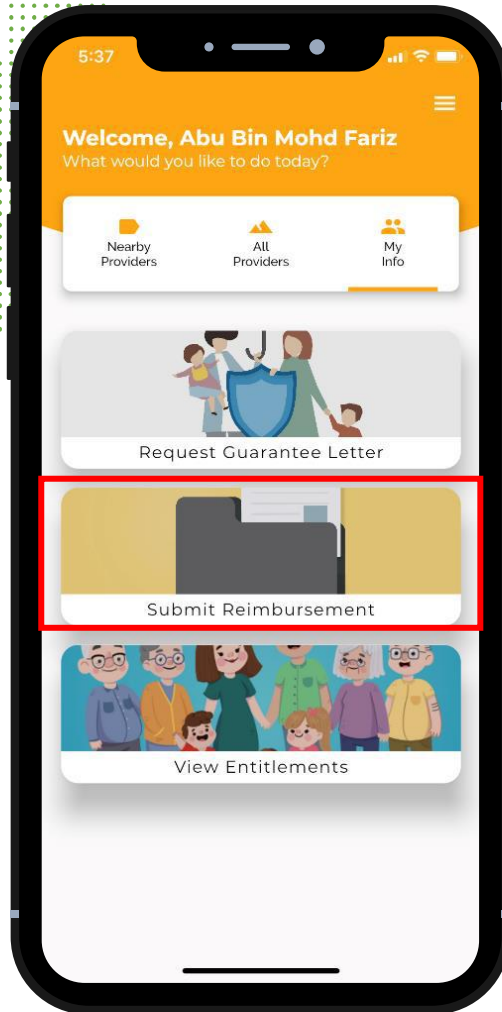 5:37
Welcome, Abu Bin Mohd Fariz
What would you like to do today?
Nearby
Providers
All
Providers
My
Info
Request Guarantee Letter
Submit Reimbursement
View Entitlements